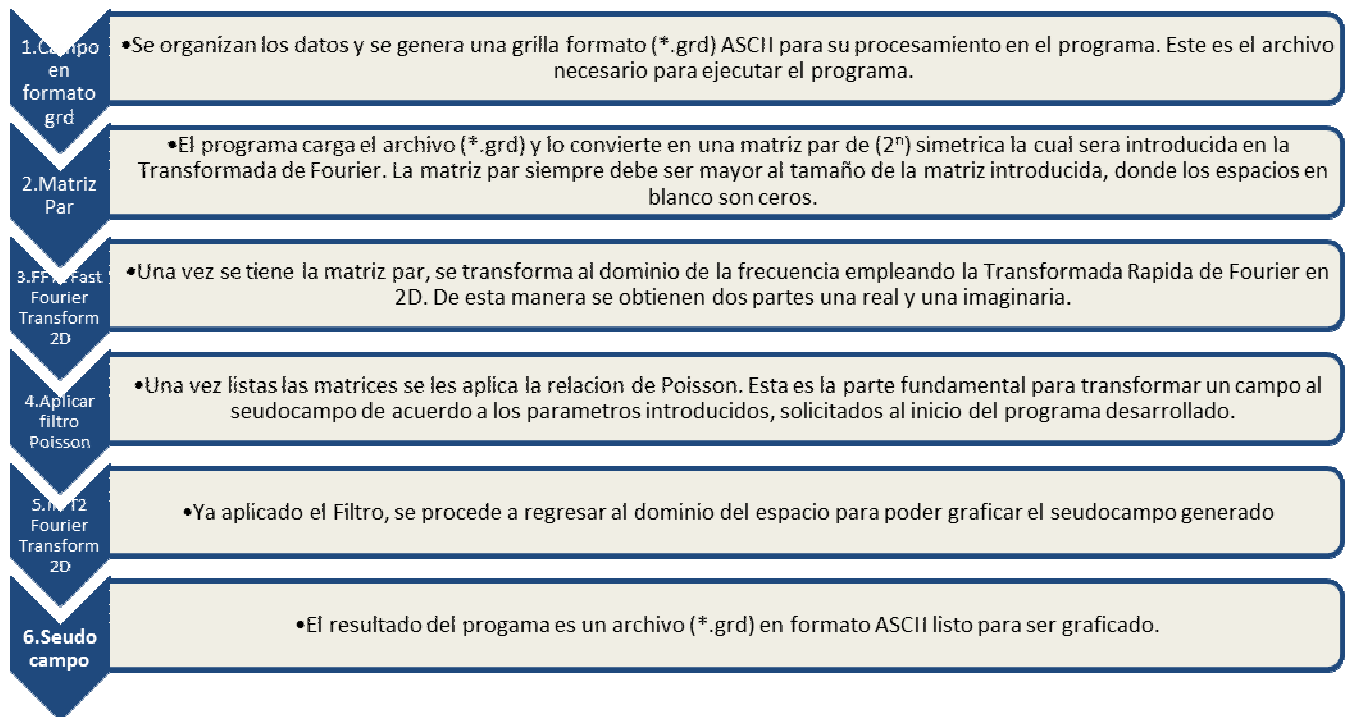 1.Campo
en
formato
grd
•Se organizan los datos y se genera una grilla formato (*.grd) ASCII para su procesamiento en el programa. Este es el archivo
necesario para ejecutar el programa.
2.Matriz
Par
•El programa carga el archivo (*.grd) y lo convierte en una matriz par de (2ⁿ) simetrica la cual sera introducida en la
Transformada de Fourier. La matriz par siempre debe ser mayor al tamaño de la matriz introducida, donde los espacios en
blanco son ceros.
3.FFT2Fast
Fourier
Transform
2D
•Una vez se tiene la matriz par, se transforma al dominio de la frecuencia empleando la Transformada Rapida de Fourier en
2D. De esta manera se obtienen dos partes una real y una imaginaria.
4.Aplicar
filtro
Poisson
•Una vez listas las matrices se les aplica la relacion de Poisson. Esta es la parte fundamental para transformar un campo al
seudocampo de acuerdo a los parametros introducidos, solicitados al inicio del programa desarrollado.
Fourier
Transform
2D
•Ya aplicado el Filtro, se procede a regresar al dominio del espacio para poder graficar el seudocampo generado
6.Seudo
campo
•El resultado del progama es un archivo (*.grd) en formato ASCII listo para ser graficado.